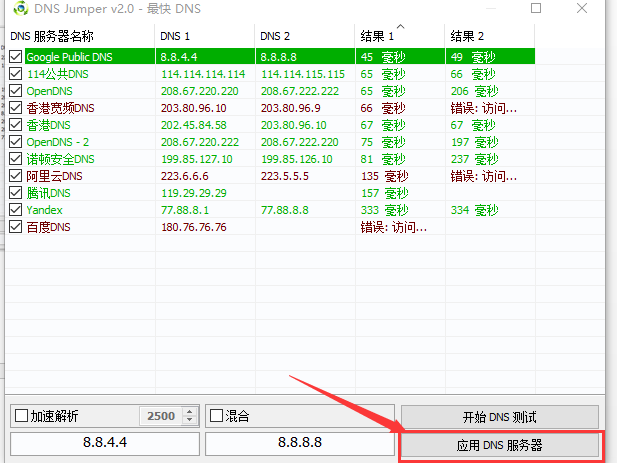 DNS Jumper v2.0 - 最快 DNS
DNS 服务器名称 DNS 1 DNS 2 结果 1 结果 2
Google Public DNS 8.8.4.4 8.8.8.8 45 毫秒 49 毫秒
114公共DNS 114.114.114.114 114.114.115.115 65 毫秒 66 毫秒
OpenDNS 208.67.220.220 208.67.222.222 65 毫秒 206 毫秒
香港宽频DNS 203.80.96.10 203.80.96.9 66 毫秒 错误: 访问...
香港DNS 202.45.84.58 203.80.96.10 67 毫秒 67 毫秒
OpenDNS - 2 208.67.222.222 208.67.222.220 75 毫秒 197 毫秒
诺顿安全DNS 199.85.127.10 199.85.126.10 81 毫秒 237 毫秒
阿里云DNS 223.6.6.6 223.5.5.5 135 毫秒 错误: 访问...
腾讯DNS 119.29.29.29 157 毫秒
Yandex 77.88.8.1 77.88.8.8 333 毫秒 334 毫秒
百度DNS 180.76.76.76 错误: 访问...
加速解析 2500 混合 开始 DNS 测试
8.8.4.4 8.8.8.8 应用 DNS 服务器